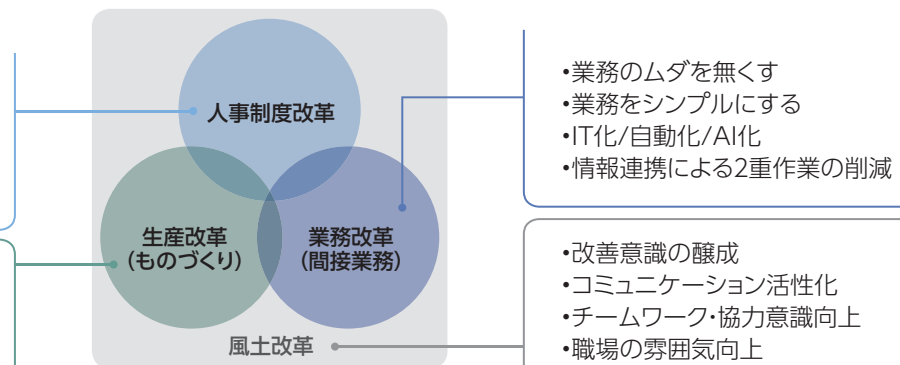 人事制度改革
生産改革
(ものづくり)
業務改革
(間接業務)
風土改革
•業務のムダを無くす
•業務をシンプルにする
•IT化/自動化/AI化
•情報連携による2重作業の削減
•改善意識の醸成
•コミュニケーション活性化
•チームワーク・協力意識向上
•職場の雰囲気向上